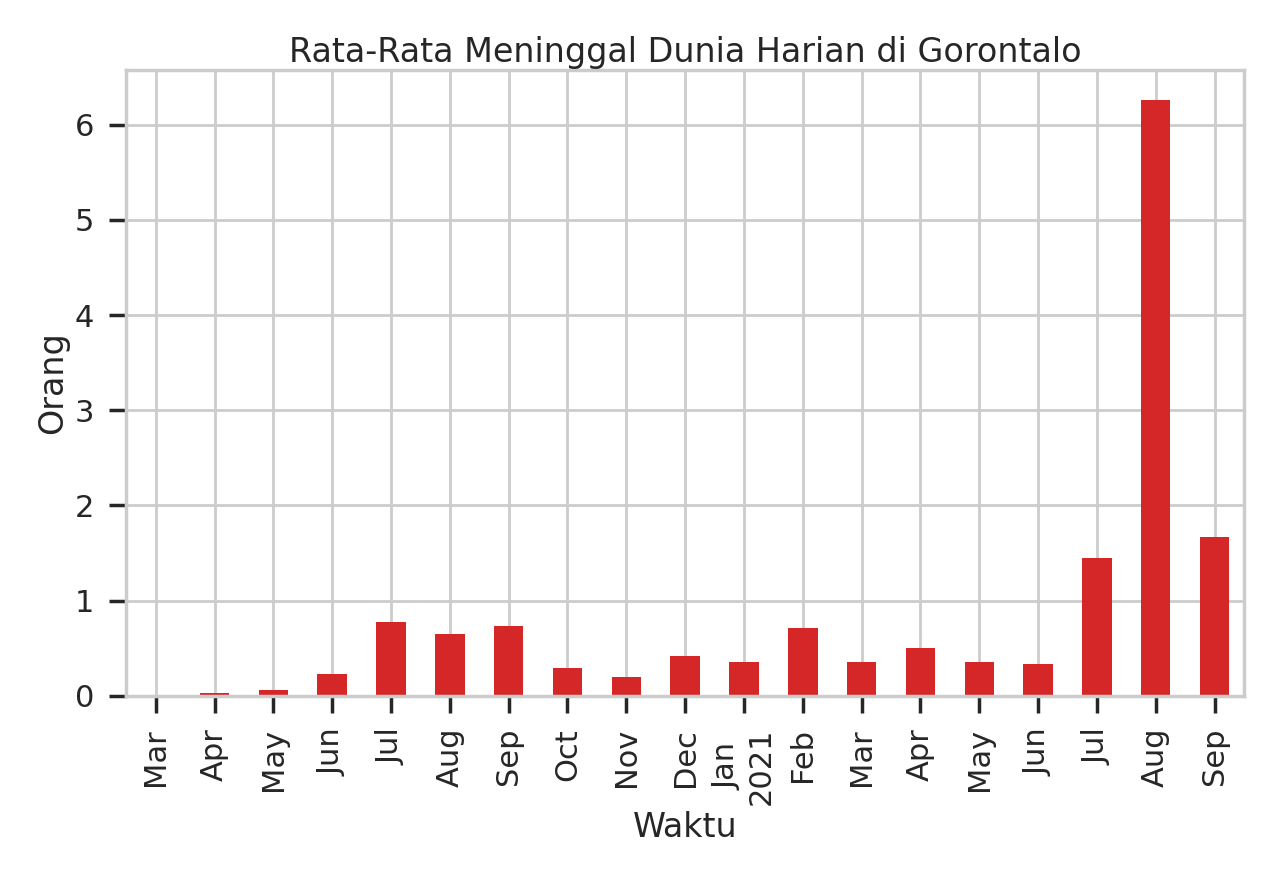 Rata-Rata Meninggal Dunia Harian di Gorontalo
6
5
4
3
2
1
0
Orang
Mar
Apr
May
Jun
Jul
Aug
Sep
Oct
Nov
Dec
Jan
2021
Feb
Mar
Apr
May
Jun
Jul
Aug
Sep
Waktu